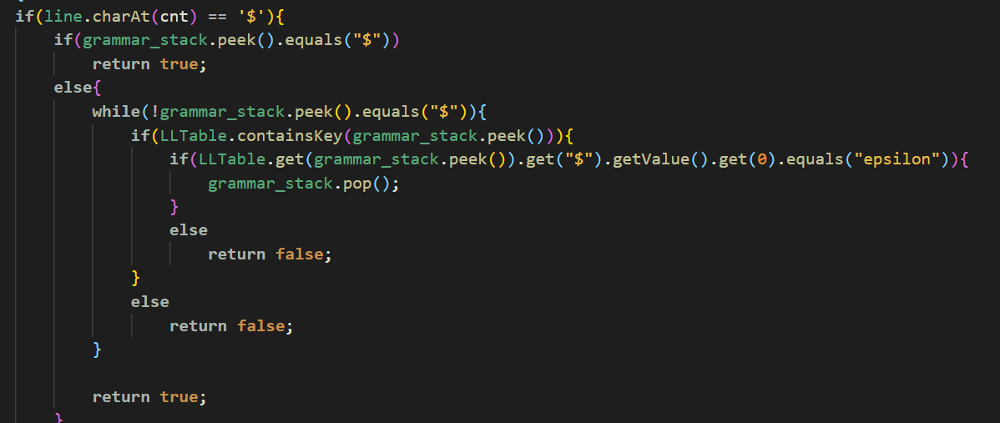 if(line.charAt(cnt) == '$'){
    if(grammar_stack.peek().equals("$"))
        return true;
    else{
        while(!grammar_stack.peek().equals("$")){
            if(LLTable.containsKey(grammar_stack.peek())){
                if(LLTable.get(grammar_stack.peek()).get("$").getValue().get(0).equals("epsilon")){
                    grammar_stack.pop();
                }
                else
                    return false;
            }
            else
                return false;
        }

        return true;
    }